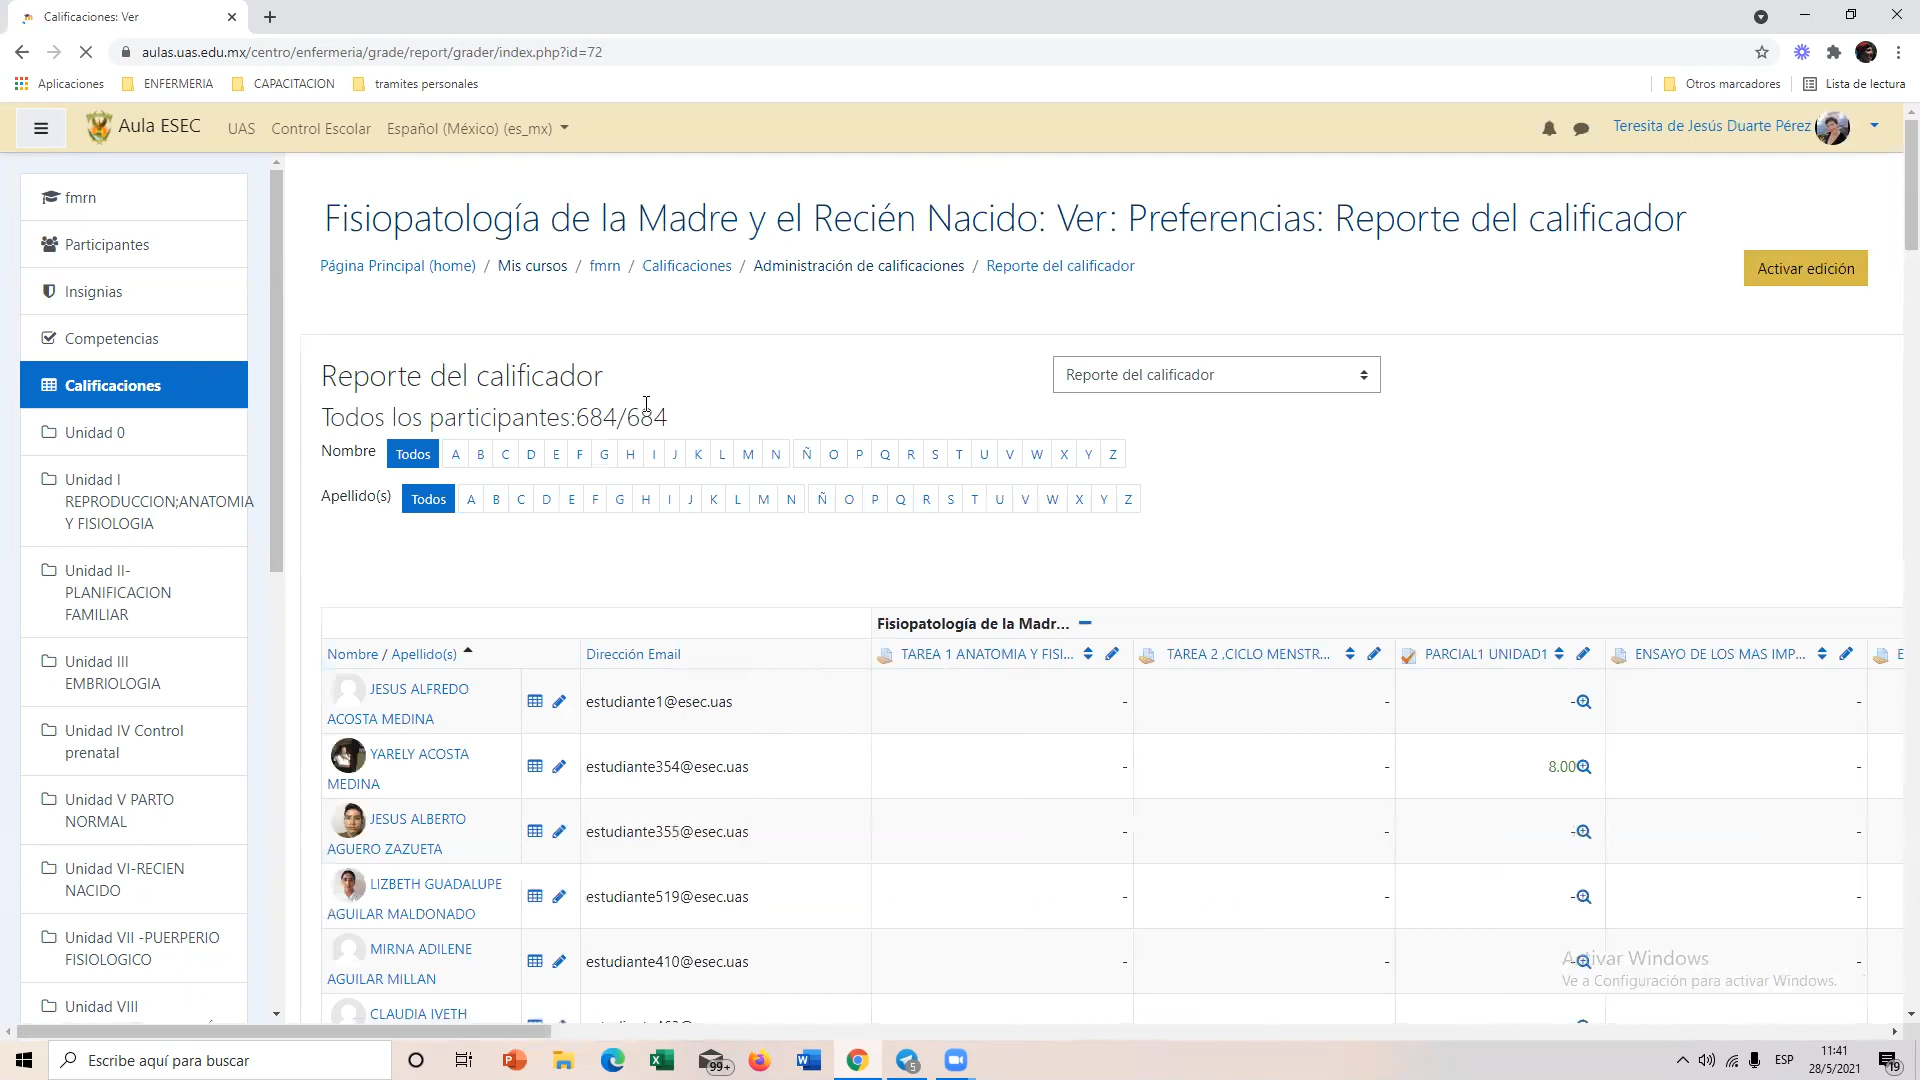 Calificaciones: Ver
aulas.uas.edu.mx/centro/enfermeria/grade/report/grader/index.php?id=72
Aplicaciones ENFERMERIA CAPACITACION tramites personales Otros marcadores Lista de lectura
Aula ESEC UAS Control Escolar Español (México) (es_mx) Teresita de Jesús Duarte Pérez
fmrn
Participantes
Insignias
Competencias
Calificaciones
Unidad 0
Unidad I
REPRODUCCION;ANATOMIA
Y FISIOLOGIA
Unidad II-
PLANIFICACION
FAMILIAR
Unidad III
EMBRIOLOGIA
Unidad IV Control
prenatal
Unidad V PARTO
NORMAL
Unidad VI-RECIEN
NACIDO
Unidad VII -PUERPERIO
FISIOLOGICO
Unidad VIII
Fisiopatología de la Madre y el Recién Nacido: Ver: Preferencias: Reporte del calificador
Página Principal (home) / Mis cursos / fmrn / Calificaciones / Administración de calificaciones / Reporte del calificador
Activar edición
Reporte del calificador
Reporte del calificador
Todos los participantes:684/684
Nombre Todos A B C D E F G H I J K L M N Ñ O P Q R S T U V W X Y Z
Apellido(s) Todos A B C D E F G H I J K L M N Ñ O P Q R S T U V W X Y Z
Fisiopatología de la Madr...
Nombre / Apellido(s) Dirección Email TAREA 1 ANATOMIA Y FISI... TAREA 2 ,CICLO MENSTR... PARCIAL1 UNIDAD1 ENSAYO DE LOS MAS IMP... E
JESUS ALFREDO
ACOSTA MEDINA
estudiante1@esec.uas - - - -
YARELY ACOSTA
MEDINA
estudiante354@esec.uas - - 8.00 -
JESUS ALBERTO
AGUERO ZAZUETA
estudiante355@esec.uas - - - -
LIZBETH GUADALUPE
AGUILAR MALDONADO
estudiante519@esec.uas - - - -
MIRNA ADILENE
AGUILAR MILLAN
estudiante410@esec.uas - - - -
CLAUDIA IVETH
Activar Windows
Ve a Configuración para activar Windows.
Escribe aquí para buscar
99+
5
ESP
11:41
28/5/2021
19